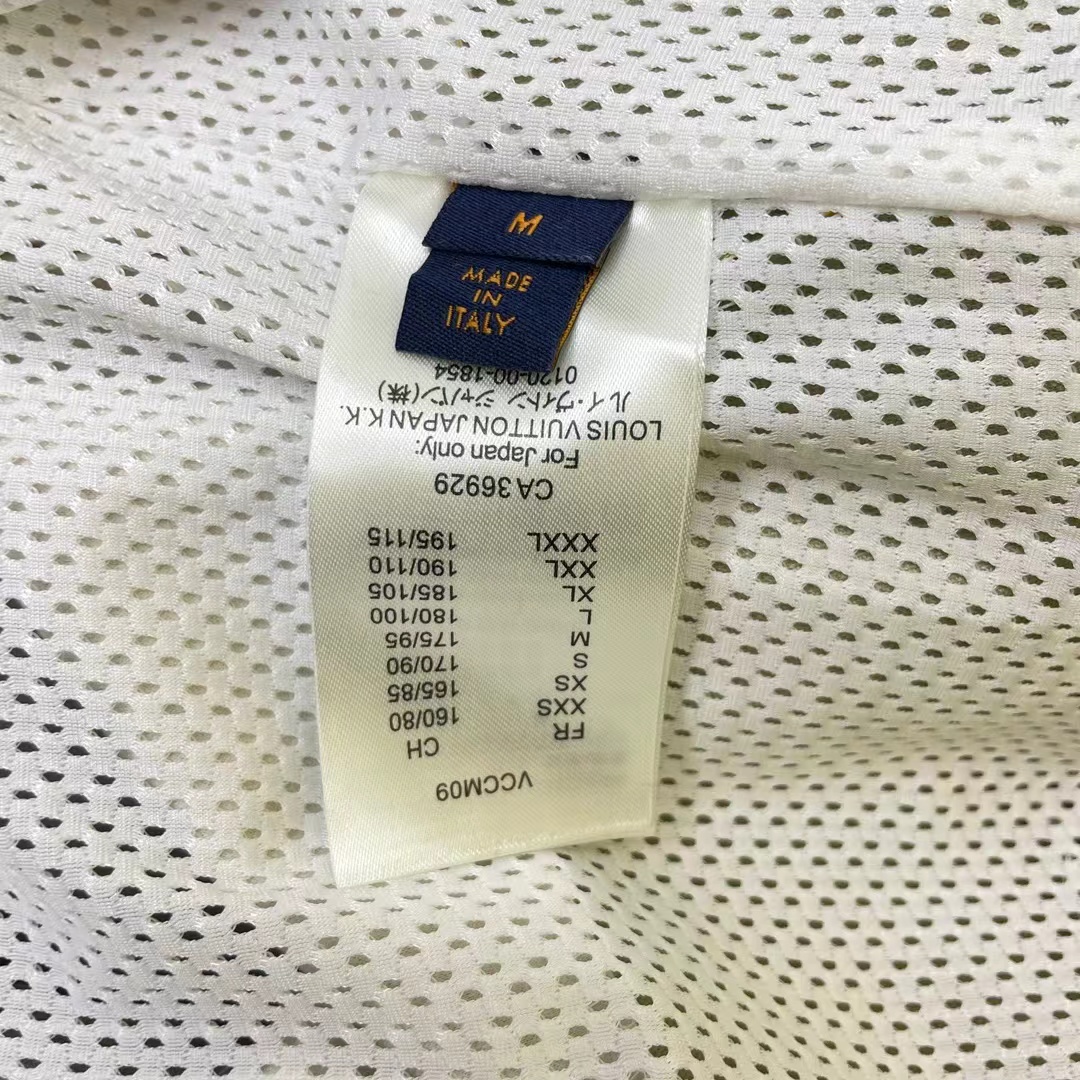 M
MADE
IN
ITALY
VCCM09
FR CH
XXS 160/80
XS 165/85
S 170/90
M 175/95
L 180/100
XL 185/105
XXL 190/110
XXXL 195/115
CA 36929
For Japan only:
LOUIS VUITTON JAPAN K.K.
ルイ・ヴィトン ジャパン(株)
0120-00-1854